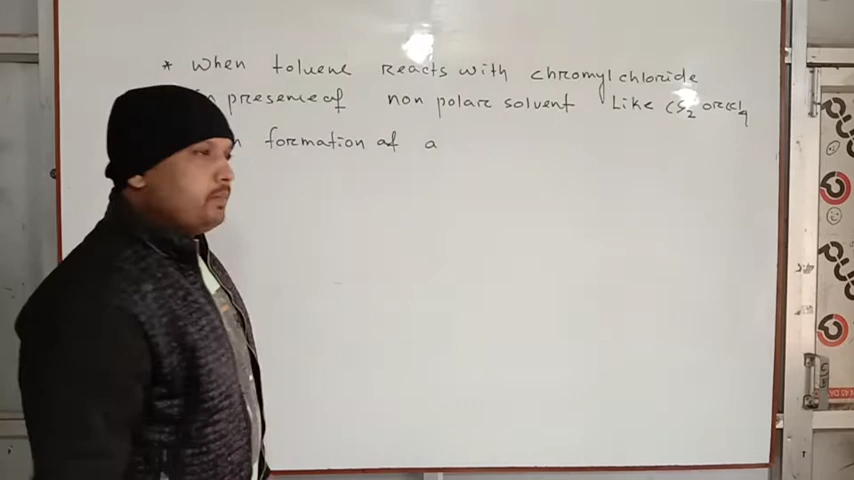 * When toluene reacts with chromyl chloride
presence of non polar solvent Like CS2 or CCl4
formation of a